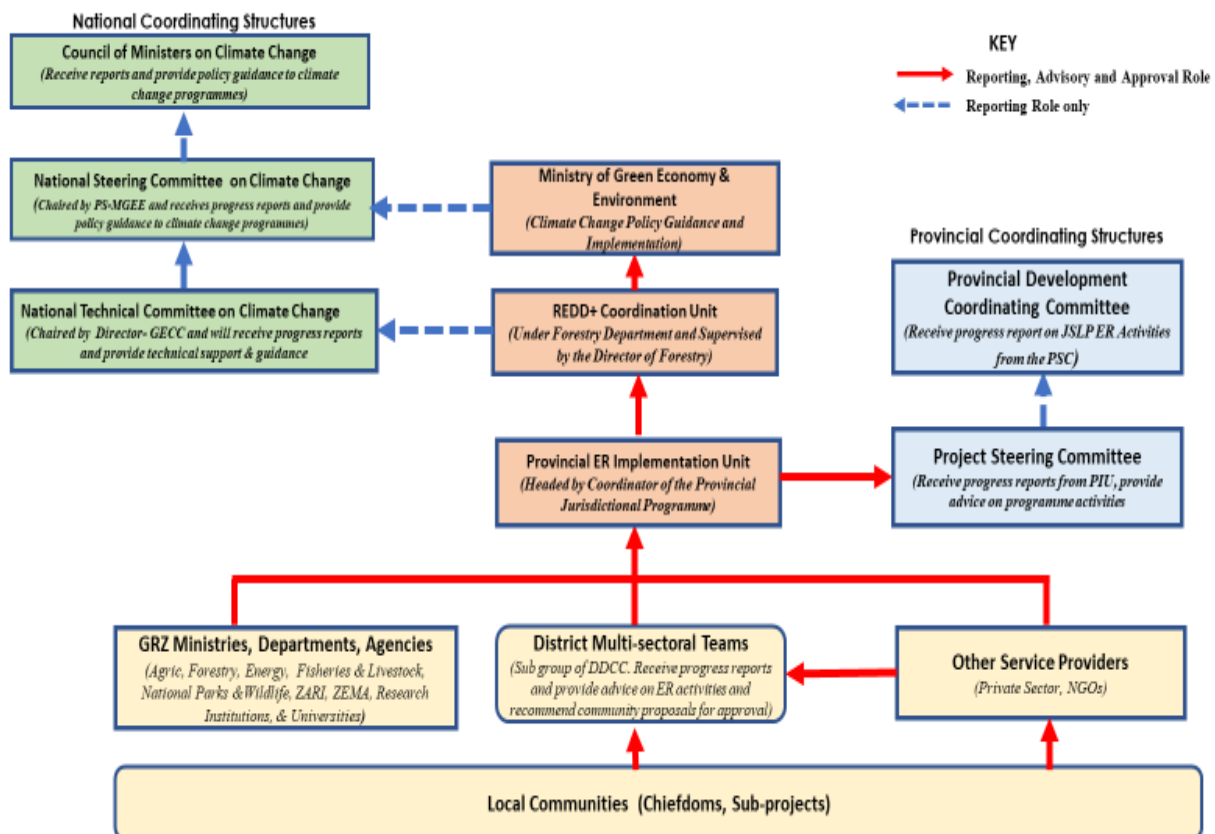 National Coordinating Structures
Council of Ministers on Climate Change
(Receive reports and provide policy guidance to climate
change programmes)
KEY
Reporting, Advisory and Approval Role
Reporting Role only
National Steering Committee on Climate Change
(Chaired by PS-MGEE and receives progress reports and provide
policy guidance to climate change programmes)
Ministry of Green Economy &
Environment
(Climate Change Policy Guidance and
Implementation)
Provincial Coordinating Structures
Provincial Development
Coordinating Committee
(Receive progress report on JSLP ER Activities
from the PSC)
National Technical Committee on Climate Change
(Chaired by Director- GECC and will receive progress reports
and provide technical support & guidance
REDD+ Coordination Unit
(Under Forestry Department and Supervised
by the Director of Forestry)
Provincial ER Implementation Unit
(Headed by Coordinator of the Provincial
Jurisdictional Programme)
Project Steering Committee
(Receive progress reports from PIU, provide
advice on programme activities
GRZ Ministries, Departments, Agencies
(Agric, Forestry, Energy, Fisheries & Livestock,
National Parks &Wildlife, ZARI, ZEMA, Research
Institutions, & Universities)
District Multi-sectoral Teams
(Sub group of DDCC. Receive progress reports
and provide advice on ER activities and
recommend community proposals for approval)
Other Service Providers
(Private Sector, NGOs)
Local Communities (Chiefdoms, Sub-projects)